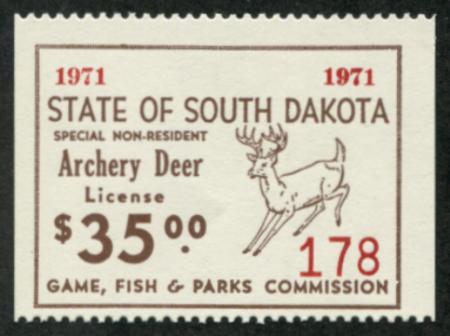 1971 1971
STATE OF SOUTH DAKOTA
SPECIAL NON-RESIDENT
Archery Deer
License
$35.00
178
GAME, FISH & PARKS COMMISSION